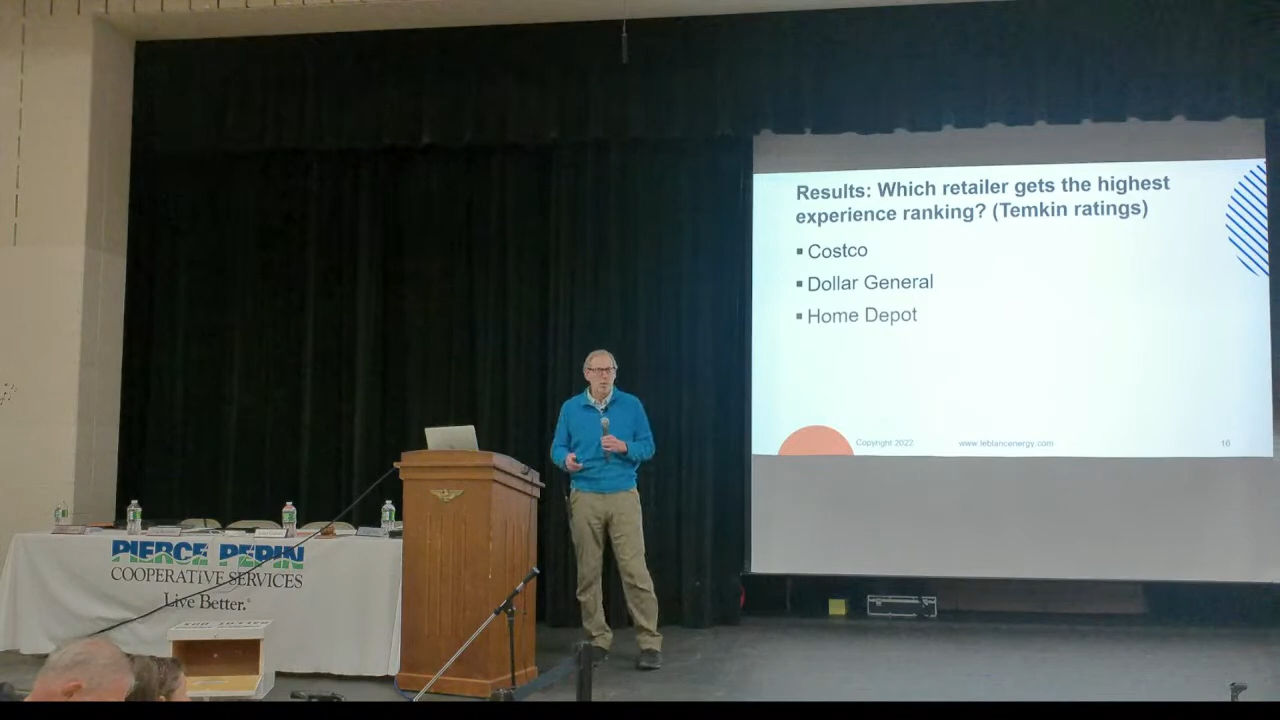 Results: Which retailer gets the highest
experience ranking? (Temkin ratings)
▪ Costco
▪ Dollar General
▪ Home Depot
Copyright 2022
www.leblancenergy.com
16
PIERCE PEPIN
COOPERATIVE SERVICES
Live Better.®